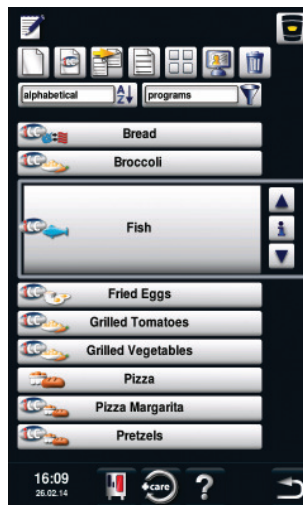 alphabetical
A
Z
programs
Bread
Broccoli
Fish
i
Fried Eggs
Grilled Tomatoes
Grilled Vegetables
Pizza
Pizza Margarita
Pretzels
16:09
26.02.14
care
?